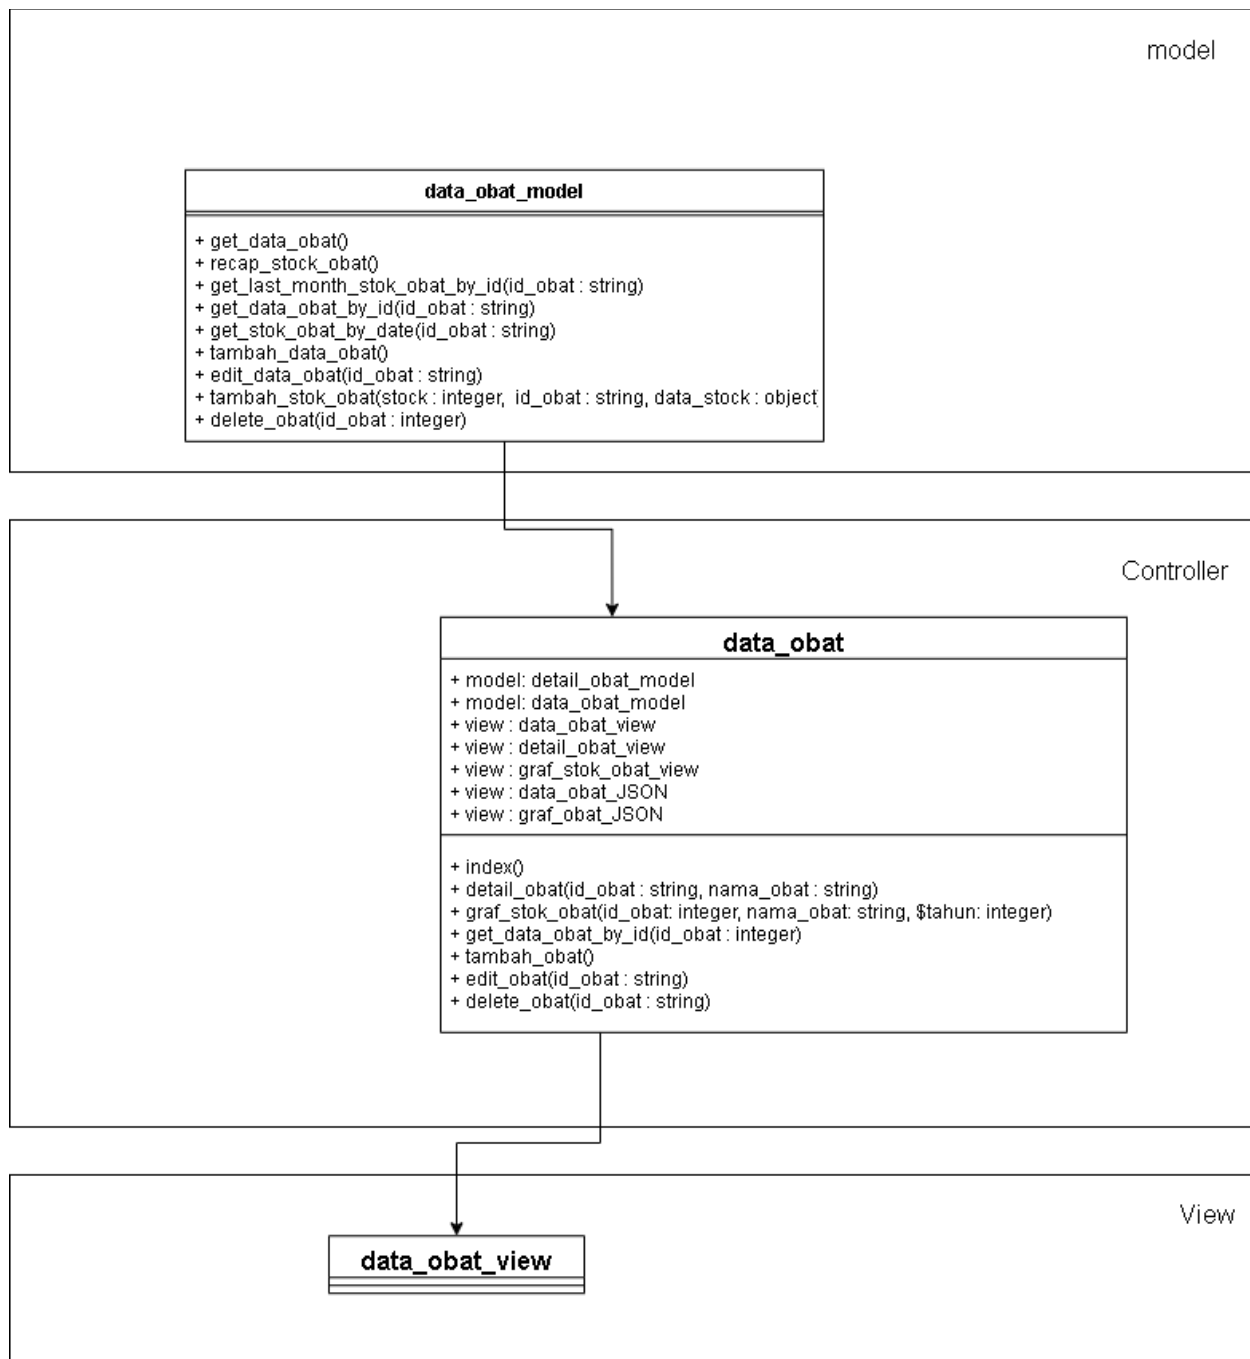 model
data_obat_model
+ get_data_obat()
+ recap_stock_obat()
+ get_last_month_stok_obat_by_id(id_obat : string)
+ get_data_obat_by_id(id_obat : string)
+ get_stok_obat_by_date(id_obat : string)
+ tambah_data_obat()
+ edit_data_obat(id_obat : string)
+ tambah_stok_obat(stock : integer,  id_obat : string, data_stock : object)
+ delete_obat(id_obat : integer)
Controller
data_obat
+ model: detail_obat_model
+ model: data_obat_model
+ view : data_obat_view
+ view : detail_obat_view
+ view : graf_stok_obat_view
+ view : data_obat_JSON
+ view : graf_obat_JSON
+ index()
+ detail_obat(id_obat : string, nama_obat : string)
+ graf_stok_obat(id_obat: integer, nama_obat: string, $tahun: integer)
+ get_data_obat_by_id(id_obat : integer)
+ tambah_obat()
+ edit_obat(id_obat : string)
+ delete_obat(id_obat : string)
View
data_obat_view